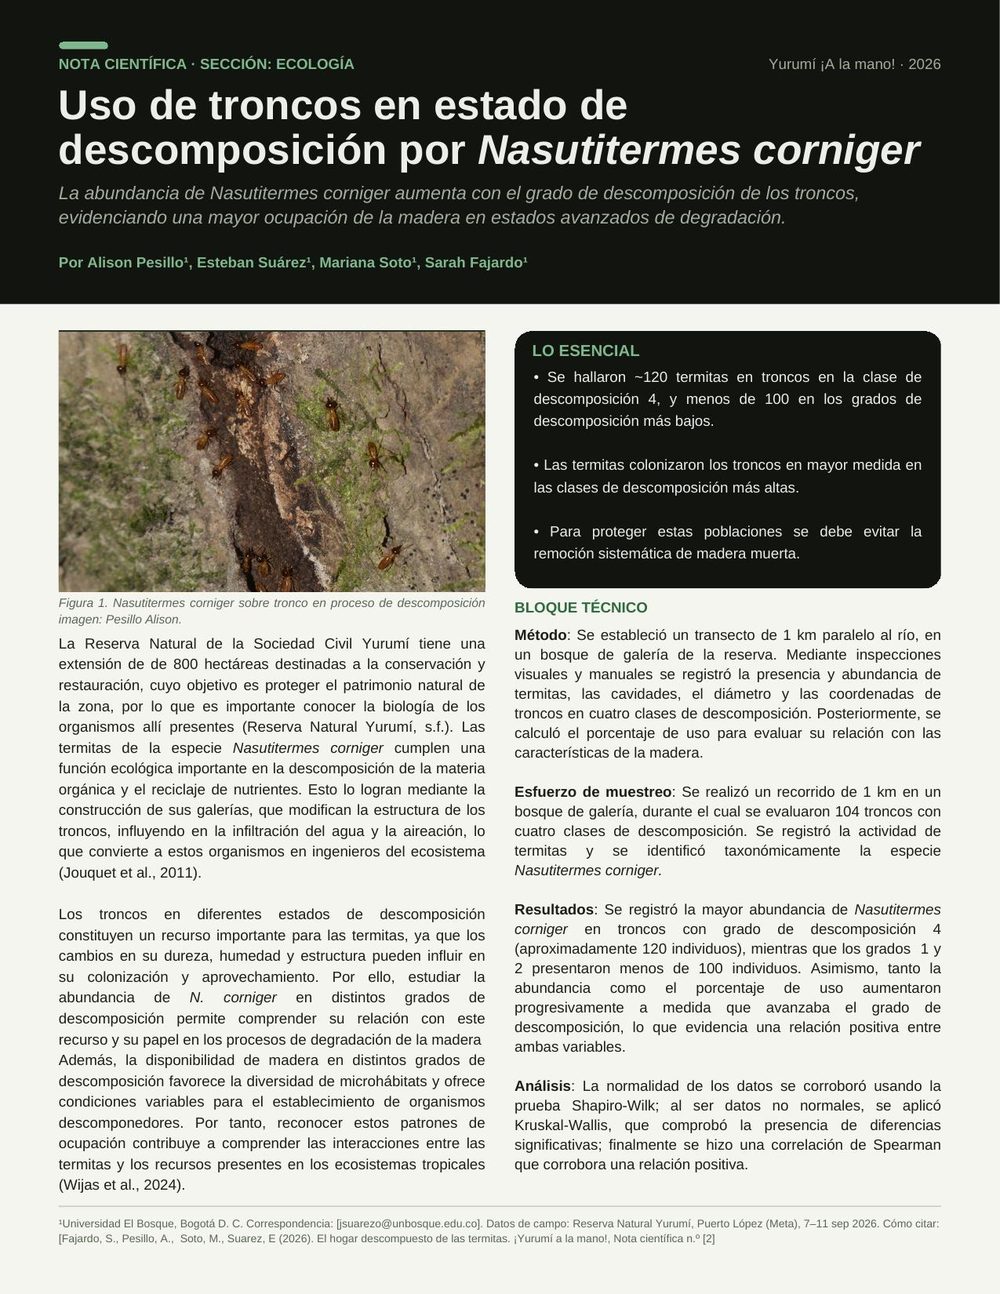 NOTA CIENTÍFICA · SECCIÓN: ECOLOGÍA
Yurumí ¡A la mano! · 2026
Uso de troncos en estado de
descomposición por Nasutitermes corniger
La abundancia de Nasutitermes corniger aumenta con el grado de descomposición de los troncos,
evidenciando una mayor ocupación de la madera en estados avanzados de degradación.
Por Alison Pesillo¹, Esteban Suárez¹, Mariana Soto¹, Sarah Fajardo¹
Figura 1. Nasutitermes corniger sobre tronco en proceso de descomposición
imagen: Pesillo Alison.
La Reserva Natural de la Sociedad Civil Yurumí tiene una
extensión de de 800 hectáreas destinadas a la conservación y
restauración, cuyo objetivo es proteger el patrimonio natural de
la zona, por lo que es importante conocer la biología de los
organismos allí presentes (Reserva Natural Yurumí, s.f.). Las
termitas de la especie Nasutitermes corniger cumplen una
función ecológica importante en la descomposición de la materia
orgánica y el reciclaje de nutrientes. Esto lo logran mediante la
construcción de sus galerías, que modifican la estructura de los
troncos, influyendo en la infiltración del agua y la aireación, lo
que convierte a estos organismos en ingenieros del ecosistema
(Jouquet et al., 2011).
Los troncos en diferentes estados de descomposición
constituyen un recurso importante para las termitas, ya que los
cambios en su dureza, humedad y estructura pueden influir en
su colonización y aprovechamiento. Por ello, estudiar la
abundancia de N. corniger en distintos grados de
descomposición permite comprender su relación con este
recurso y su papel en los procesos de degradación de la madera
Además, la disponibilidad de madera en distintos grados de
descomposición favorece la diversidad de microhábitats y ofrece
condiciones variables para el establecimiento de organismos
descomponedores. Por tanto, reconocer estos patrones de
ocupación contribuye a comprender las interacciones entre las
termitas y los recursos presentes en los ecosistemas tropicales
(Wijas et al., 2024).
LO ESENCIAL
• Se hallaron ~120 termitas en troncos en la clase de
descomposición 4, y menos de 100 en los grados de
descomposición más bajos.
• Las termitas colonizaron los troncos en mayor medida en
las clases de descomposición más altas.
• Para proteger estas poblaciones se debe evitar la
remoción sistemática de madera muerta.
BLOQUE TÉCNICO
Método: Se estableció un transecto de 1 km paralelo al río, en
un bosque de galería de la reserva. Mediante inspecciones
visuales y manuales se registró la presencia y abundancia de
termitas, las cavidades, el diámetro y las coordenadas de
troncos en cuatro clases de descomposición. Posteriormente, se
calculó el porcentaje de uso para evaluar su relación con las
características de la madera.
Esfuerzo de muestreo: Se realizó un recorrido de 1 km en un
bosque de galería, durante el cual se evaluaron 104 troncos con
cuatro clases de descomposición. Se registró la actividad de
termitas y se identificó taxonómicamente la especie
Nasutitermes corniger.
Resultados: Se registró la mayor abundancia de Nasutitermes
corniger en troncos con grado de descomposición 4
(aproximadamente 120 individuos), mientras que los grados 1 y
2 presentaron menos de 100 individuos. Asimismo, tanto la
abundancia como el porcentaje de uso aumentaron
progresivamente a medida que avanzaba el grado de
descomposición, lo que evidencia una relación positiva entre
ambas variables.
Análisis: La normalidad de los datos se corroboró usando la
prueba Shapiro-Wilk; al ser datos no normales, se aplicó
Kruskal-Wallis, que comprobó la presencia de diferencias
significativas; finalmente se hizo una correlación de Spearman
que corrobora una relación positiva.
¹Universidad El Bosque, Bogotá D. C. Correspondencia: [jsuarezo@unbosque.edu.co]. Datos de campo: Reserva Natural Yurumí, Puerto López (Meta), 7–11 sep 2026. Cómo citar:
[Fajardo, S., Pesillo, A., Soto, M., Suarez, E (2026). El hogar descompuesto de las termitas. ¡Yurumí a la mano!, Nota científica n.º [2]